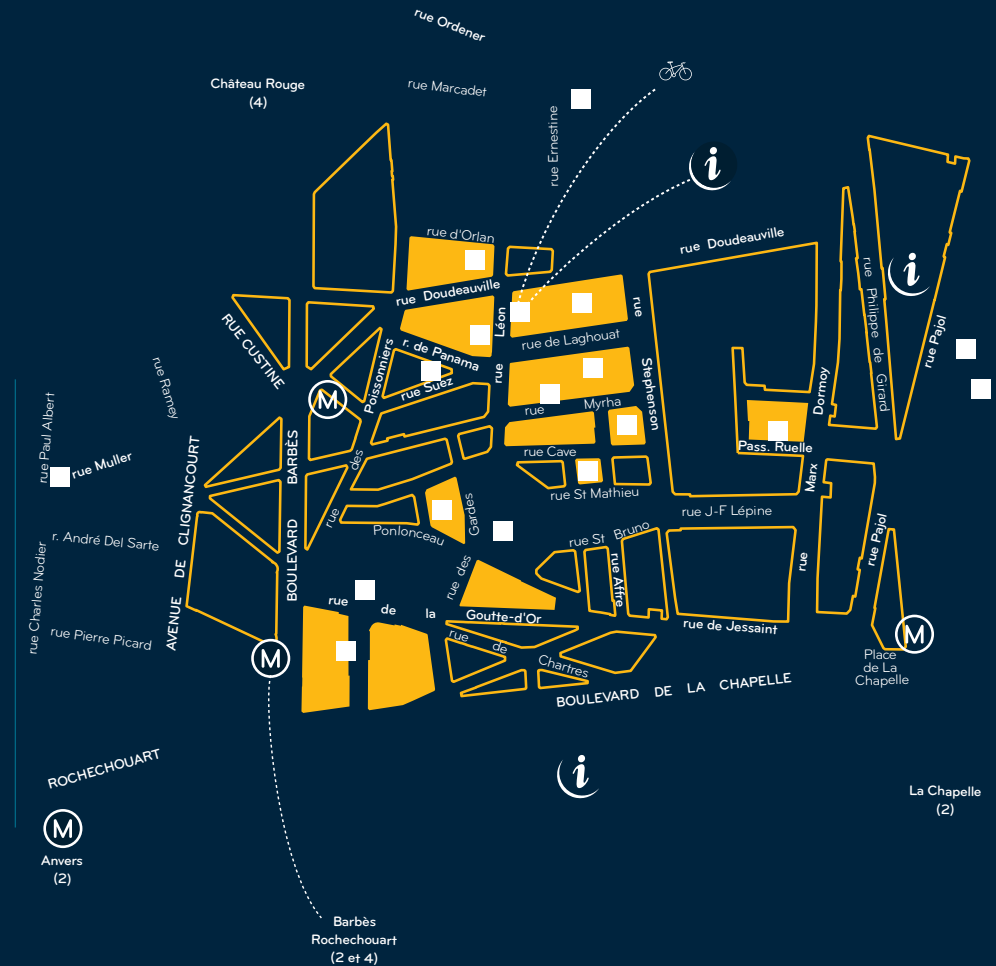 rue Ordener
Château Rouge
(4)
rue Marcadet
rue Ernestine
i
rue d'Orlan
rue Doudeauville
rue Doudeauville
rue Philippe de Girard
i
rue Pajol
RUE CUSTINE
Poissonniers
des
rue
r. de Panama
rue Suez
Léon
rue
rue de Laghouat
rue
Stephenson
rue Myrha
Dormoy
Marx
rue
Pass. Ruelle
M
rue Ramey
rue Paul Albert
rue Muller
BARBÈS
BOULEVARD
AVENUE DE CLIGNANCOURT
rue Cave
rue St Mathieu
rue J-F Lépine
r. André Del Sarte
rue Charles Nodier
rue Pierre Picard
Polonceau
rue des Gardes
rue St Bruno
rue Affre
rue Pajol
rue de la Goutte-d'Or
rue de Chartres
rue de Jessaint
M
M
Place
de La
Chapelle
BOULEVARD DE LA CHAPELLE
ROCHECHOUART
i
La Chapelle
(2)
M
Anvers
(2)
Barbès
Rochechouart
(2 et 4)